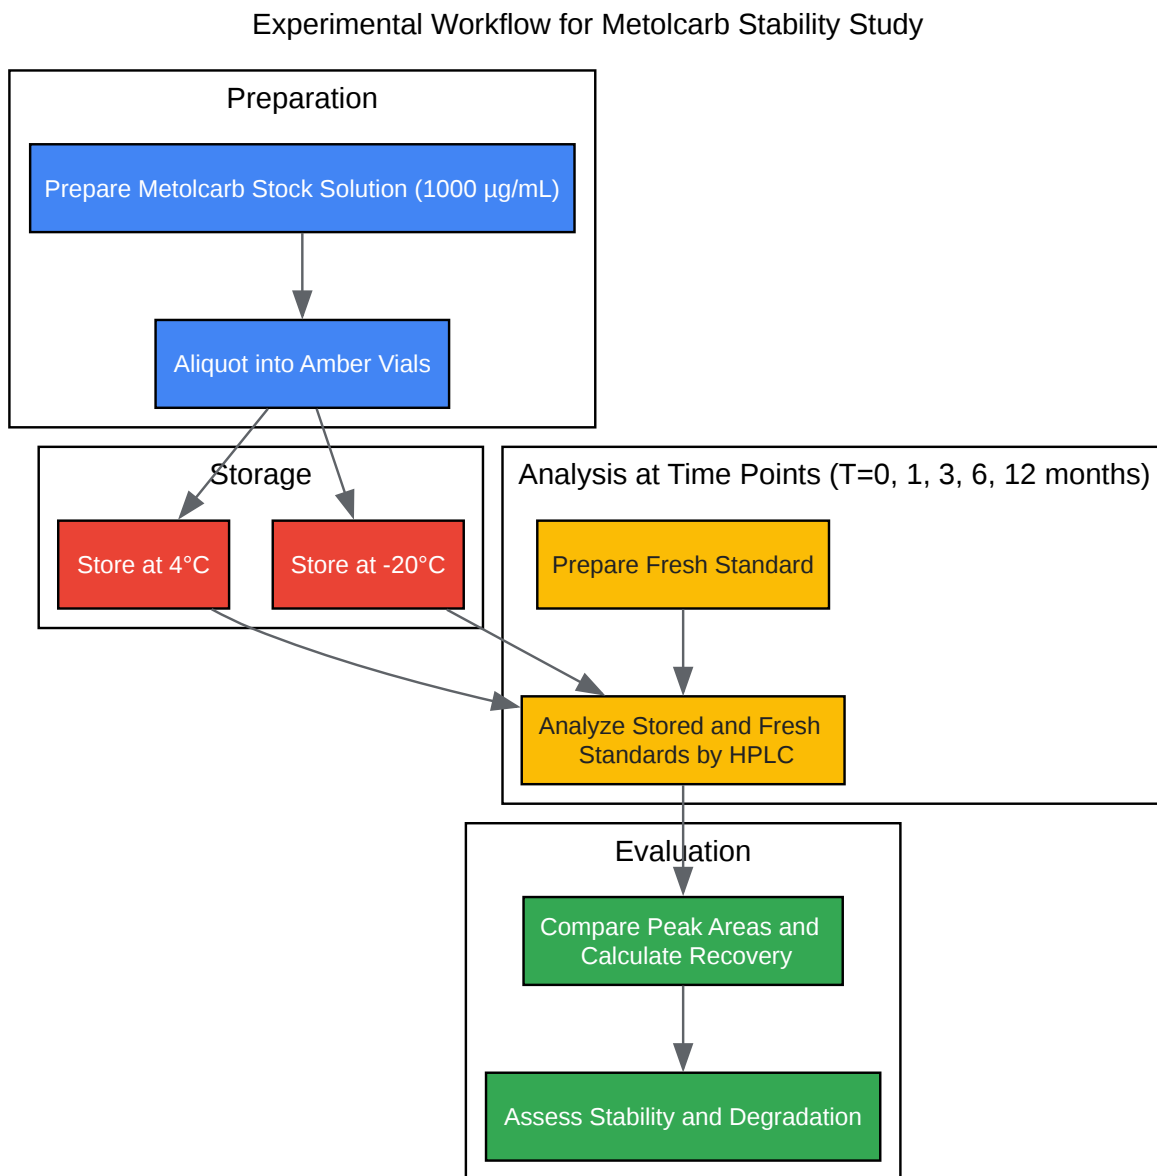 Experimental Workflow for Metolcarb Stability Study
Preparation
Prepare Metolcarb Stock Solution (1000 µg/mL)
Aliquot into Amber Vials
Storage
Store at 4°C
Store at -20°C
Analysis at Time Points (T=0, 1, 3, 6, 12 months)
Prepare Fresh Standard
Analyze Stored and Fresh
Standards by HPLC
Evaluation
Compare Peak Areas and
Calculate Recovery
Assess Stability and Degradation